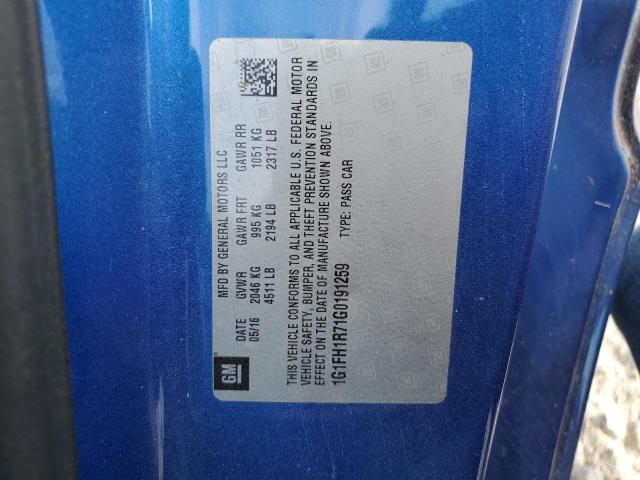 MFD BY GENERAL MOTORS LLC
DATE GVWR GAWR FRT GAWR RR
05/16 2046 KG 995 KG 1051 KG
4511 LB 2194 LB 2317 LB
GM®
THIS VEHICLE CONFORMS TO ALL APPLICABLE U.S. FEDERAL MOTOR
VEHICLE SAFETY, BUMPER, AND THEFT PREVENTION STANDARDS IN
EFFECT ON THE DATE OF MANUFACTURE SHOWN ABOVE.
1G1FH1R71G0191259 TYPE: PASS CAR